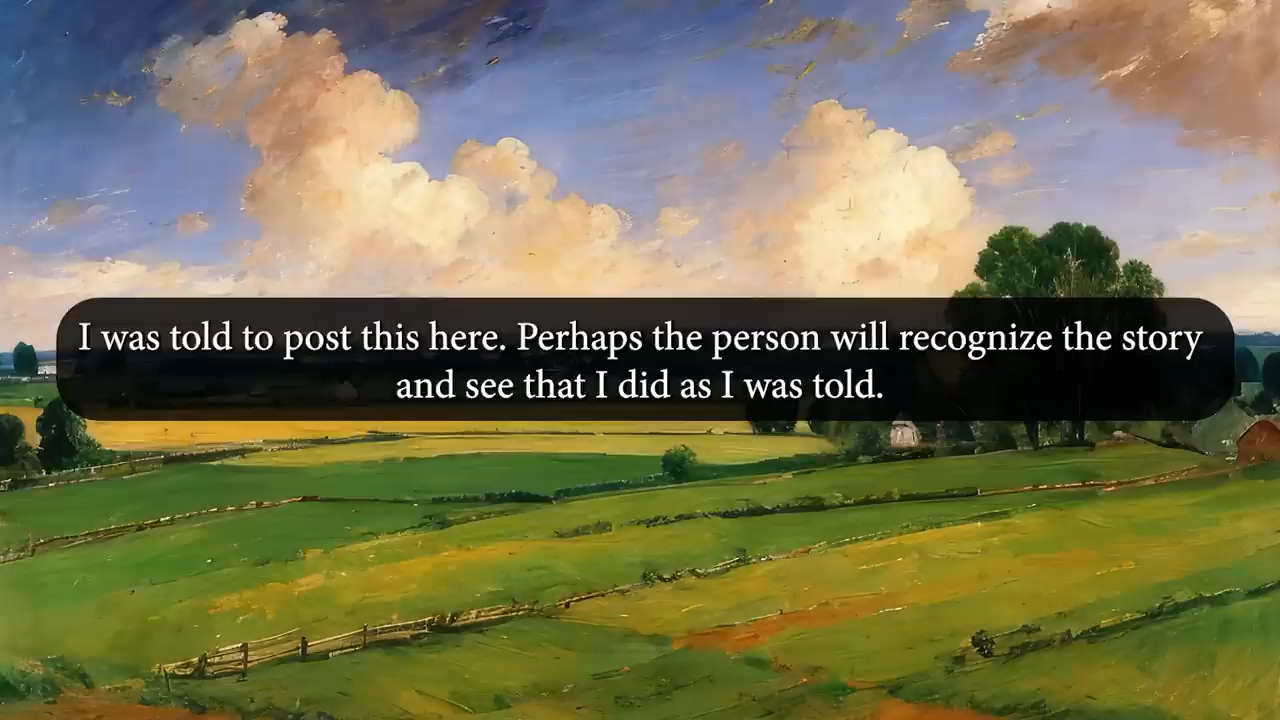 I was told to post this here. Perhaps the person will recognize the story
and see that I did as I was told.